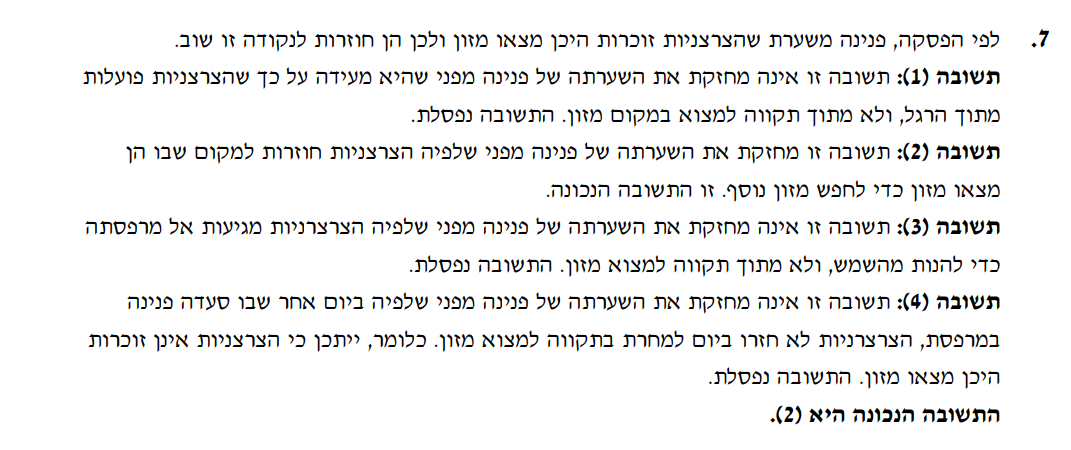 7. לפי הפסקה, פנינה משערת שהצרצניות זוכרות היכן מצאו מזון ולכן הן חוזרות לנקודה זו שוב.
תשובה (1): תשובה זו אינה מחזקת את השערתה של פנינה מפני שהיא מעידה על כך שהצרצניות פועלות
מתוך הרגל, ולא מתוך תקווה למצוא במקום מזון. התשובה נפסלת.
תשובה (2): תשובה זו מחזקת את השערתה של פנינה מפני שלפיה הצרצניות חוזרות למקום שבו הן
מצאו מזון כדי לחפש מזון נוסף. זו התשובה הנכונה.
תשובה (3): תשובה זו אינה מחזקת את השערתה של פנינה מפני שלפיה הצרצרניות מגיעות אל מרפסתה
כדי להנות מהשמש, ולא מתוך תקווה למצוא מזון. התשובה נפסלת.
תשובה (4): תשובה זו אינה מחזקת את השערתה של פנינה מפני שלפיה ביום אחר שבו סעדה פנינה
במרפסת, הצרצרניות לא חזרו ביום למחרת בתקווה למצוא מזון. כלומר, ייתכן כי הצרצניות אינן זוכרות
היכן מצאו מזון. התשובה נפסלת.
התשובה הנכונה היא (2).